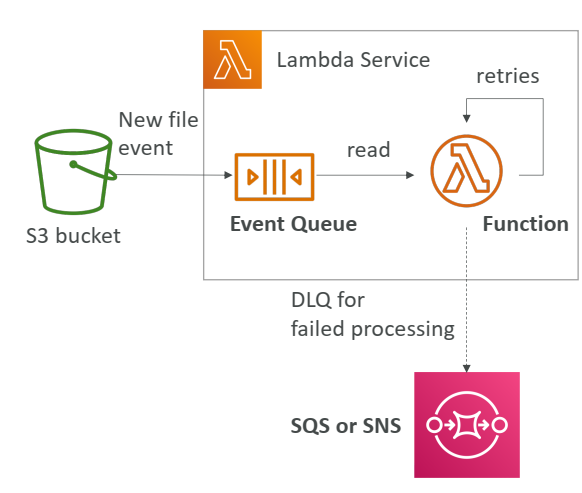 Lambda Service
retries
New file
event
read
S3 bucket
Event Queue
Function
DLQ for
failed processing
SQS or SNS